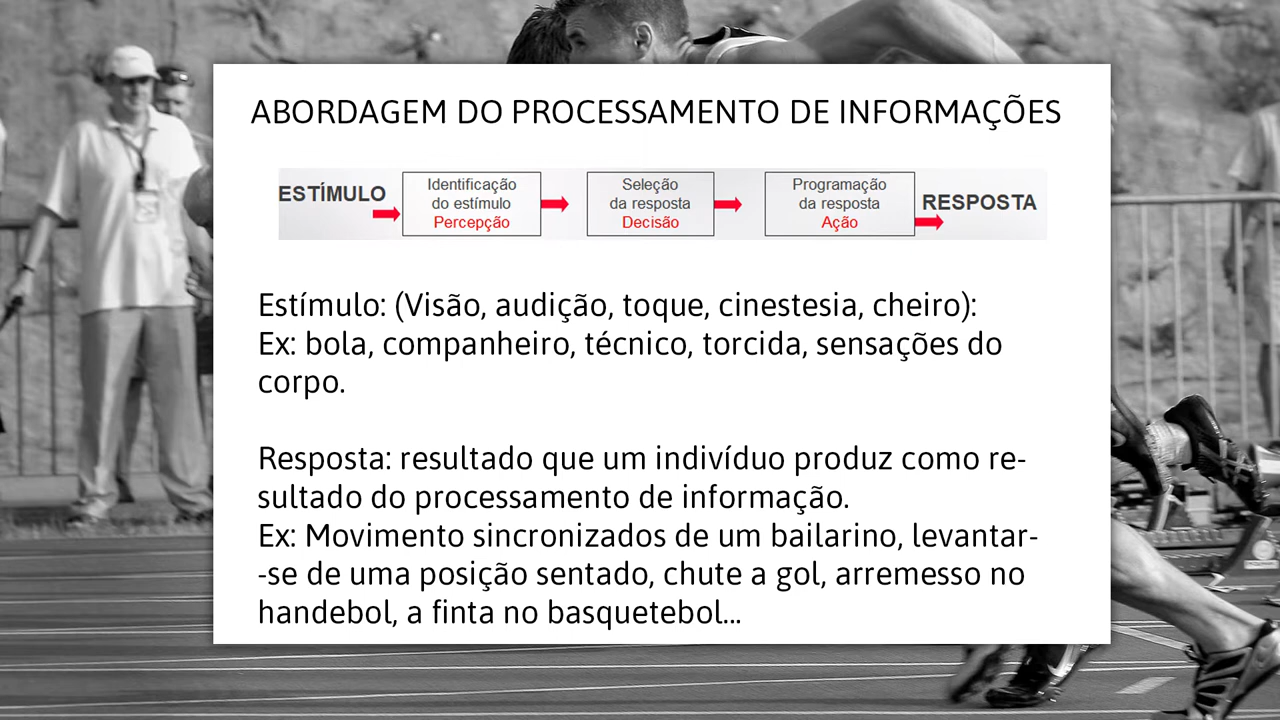 ABORDAGEM DO PROCESSAMENTO DE INFORMAÇÕES
ESTÍMULO
Identificação
do estímulo
Percepção
Seleção
da resposta
Decisão
Programação
da resposta
Ação
RESPOSTA
Estímulo: (Visão, audição, toque, cinestesia, cheiro):
Ex: bola, companheiro, técnico, torcida, sensações do
corpo.
Resposta: resultado que um indivíduo produz como re-
sultado do processamento de informação.
Ex: Movimento sincronizados de um bailarino, levantar-
-se de uma posição sentado, chute a gol, arremesso no
handebol, a finta no basquetebol...